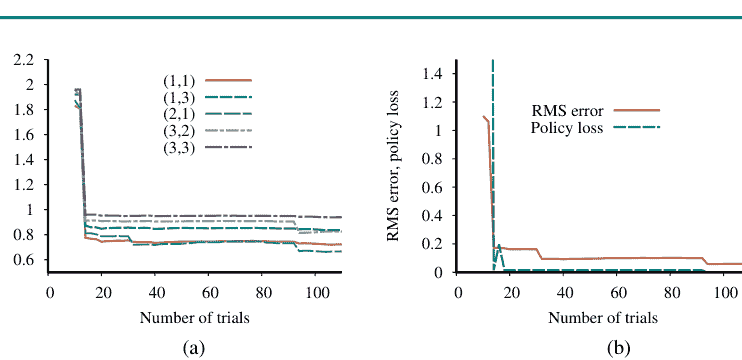 2.2
2
1.8
1.6
1.4
1.2
1
0.8
0.6
(1,1)
(1,3)
(2,1)
(3,2)
(3,3)
0 20 40 60 80 100
Number of trials
(a)
RMS error, policy loss
1.4
1.2
1
0.8
0.6
0.4
0.2
0
RMS error
Policy loss
0 20 40 60 80 100
Number of trials
(b)